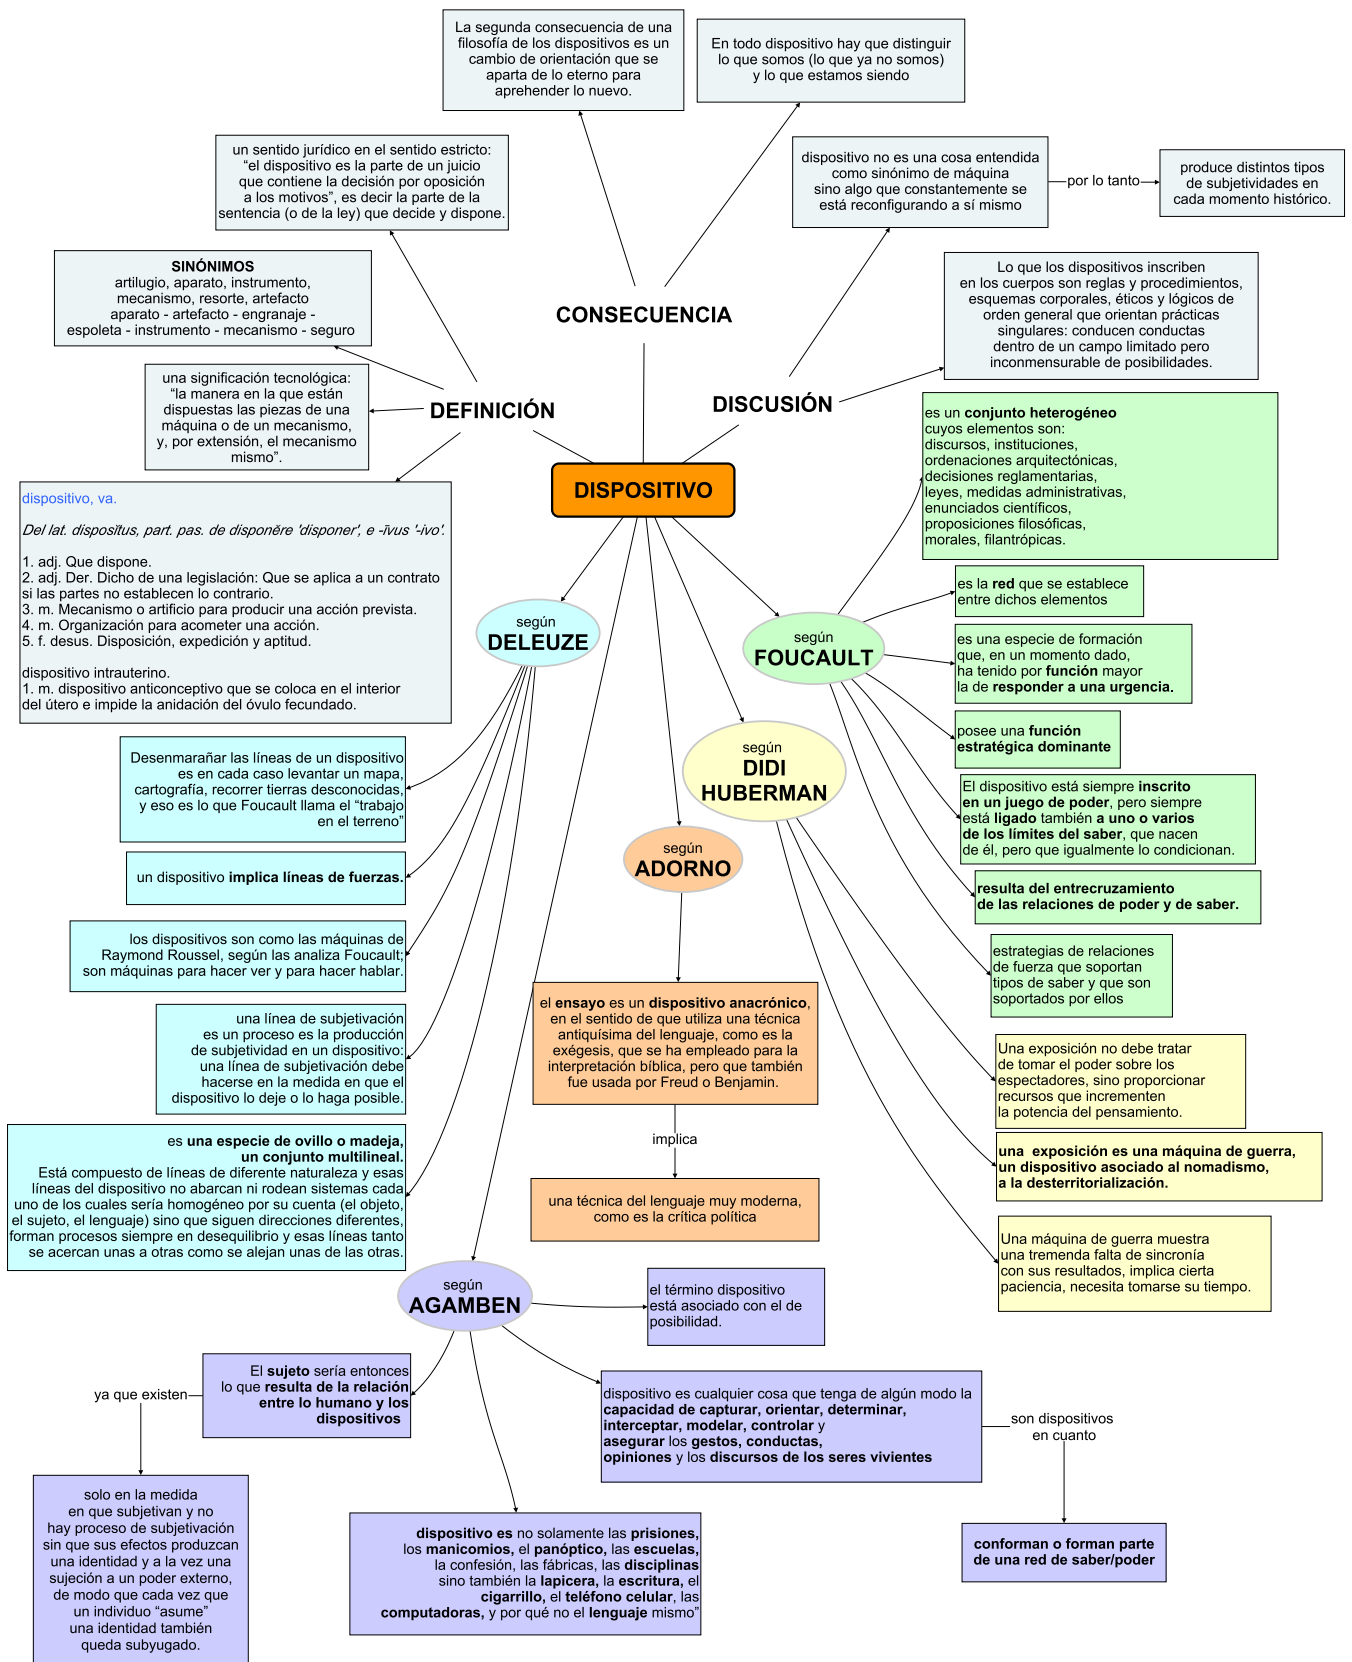 La segunda consecuencia de una
filosofía de los dispositivos es un
cambio de orientación que se
aparta de lo eterno para
aprehender lo nuevo.
En todo dispositivo hay que distinguir
lo que somos (lo que ya no somos)
y lo que estamos siendo
un sentido jurídico en el sentido estricto:
“el dispositivo es la parte de un juicio
que contiene la decisión por oposición
a los motivos”, es decir la parte de la
sentencia (o de la ley) que decide y dispone.
dispositivo no es una cosa entendida
como sinónimo de máquina
sino algo que constantemente se
está reconfigurando a sí mismo
por lo tanto
produce distintos tipos
de subjetividades en
cada momento histórico.
SINÓNIMOS
artilugio, aparato, instrumento,
mecanismo, resorte, artefacto
aparato - artefacto - engranaje -
espoleta - instrumento - mecanismo - seguro
Lo que los dispositivos inscriben
en los cuerpos son reglas y procedimientos,
esquemas corporales, éticos y lógicos de
orden general que orientan prácticas
singulares: conducen conductas
dentro de un campo limitado pero
inconmensurable de posibilidades.
CONSECUENCIA
una significación tecnológica:
“la manera en la que están
dispuestas las piezas de una
máquina o de un mecanismo,
y, por extensión, el mecanismo
mismo”.
DEFINICIÓN
DISCUSIÓN
DISPOSITIVO
dispositivo, va.
Del lat. disposĭtus, part. pas. de disponĕre 'disponer', e -īvus '-ivo'.
1. adj. Que dispone.
2. adj. Der. Dicho de una legislación: Que se aplica a un contrato
si las partes no establecen lo contrario.
3. m. Mecanismo o artificio para producir una acción prevista.
4. m. Organización para acometer una acción.
5. f. desus. Disposición, expedición y aptitud.
dispositivo intrauterino.
1. m. dispositivo anticonceptivo que se coloca en el interior
del útero e impide la anidación del óvulo fecundado.
es un conjunto heterogéneo
cuyos elementos son:
discursos, instituciones,
ordenaciones arquitectónicas,
decisiones reglamentarias,
leyes, medidas administrativas,
enunciados científicos,
proposiciones filosóficas,
morales, filantrópicas.
es la red que se establece
entre dichos elementos
es una especie de formación
que, en un momento dado,
ha tenido por función mayor
la de responder a una urgencia.
posee una función
estratégica dominante
El dispositivo está siempre inscrito
en un juego de poder, pero siempre
está ligado también a uno o varios
de los límites del saber, que nacen
de él, pero que igualmente lo condicionan.
resulta del entrecruzamiento
de las relaciones de poder y de saber.
estrategias de relaciones
de fuerza que soportan
tipos de saber y que son
soportados por ellos
según
DELEUZE
según
FOUCAULT
según
DIDI
HUBERMAN
según
ADORNO
Desenmarañar las líneas de un dispositivo
es en cada caso levantar un mapa,
cartografía, recorrer tierras desconocidas,
y eso es lo que Foucault llama el “trabajo
en el terreno”
un dispositivo implica líneas de fuerzas.
los dispositivos son como las máquinas de
Raymond Roussel, según las analiza Foucault;
son máquinas para hacer ver y para hacer hablar.
una línea de subjetivación
es un proceso es la producción
de subjetividad en un dispositivo:
una línea de subjetivación debe
hacerse en la medida en que el
dispositivo lo deje o lo haga posible.
es una especie de ovillo o madeja,
un conjunto multilineal.
Está compuesto de líneas de diferente naturaleza y esas
líneas del dispositivo no abarcan ni rodean sistemas cada
uno de los cuales sería homogéneo por su cuenta (el objeto,
el sujeto, el lenguaje) sino que siguen direcciones diferentes,
forman procesos siempre en desequilibrio y esas líneas tanto
se acercan unas a otras como se alejan unas de las otras.
el ensayo es un dispositivo anacrónico,
en el sentido de que utiliza una técnica
antiquísima del lenguaje, como es la
exégesis, que se ha empleado para la
interpretación bíblica, pero que también
fue usada por Freud o Benjamin.
implica
una técnica del lenguaje muy moderna,
como es la crítica política
Una exposición no debe tratar
de tomar el poder sobre los
espectadores, sino proporcionar
recursos que incrementen
la potencia del pensamiento.
una exposición es una máquina de guerra,
un dispositivo asociado al nomadismo,
a la desterritorialización.
Una máquina de guerra muestra
una tremenda falta de sincronía
con sus resultados, implica cierta
paciencia, necesita tomarse su tiempo.
según
AGAMBEN
el término dispositivo
está asociado con el de
posibilidad.
El sujeto sería entonces
lo que resulta de la relación
entre lo humano y los
dispositivos
ya que existen
solo en la medida
en que subjetivan y no
hay proceso de subjetivación
sin que sus efectos produzcan
una identidad y a la vez una
sujeción a un poder externo,
de modo que cada vez que
un individuo “asume”
una identidad también
queda subyugado.
dispositivo es cualquier cosa que tenga de algún modo la
capacidad de capturar, orientar, determinar,
interceptar, modelar, controlar y
asegurar los gestos, conductas,
opiniones y los discursos de los seres vivientes
son dispositivos
en cuanto
conforman o forman parte
de una red de saber/poder
dispositivo es no solamente las prisiones,
los manicomios, el panóptico, las escuelas,
la confesión, las fábricas, las disciplinas
sino también la lapicera, la escritura, el
cigarrillo, el teléfono celular, las
computadoras, y por qué no el lenguaje mismo”